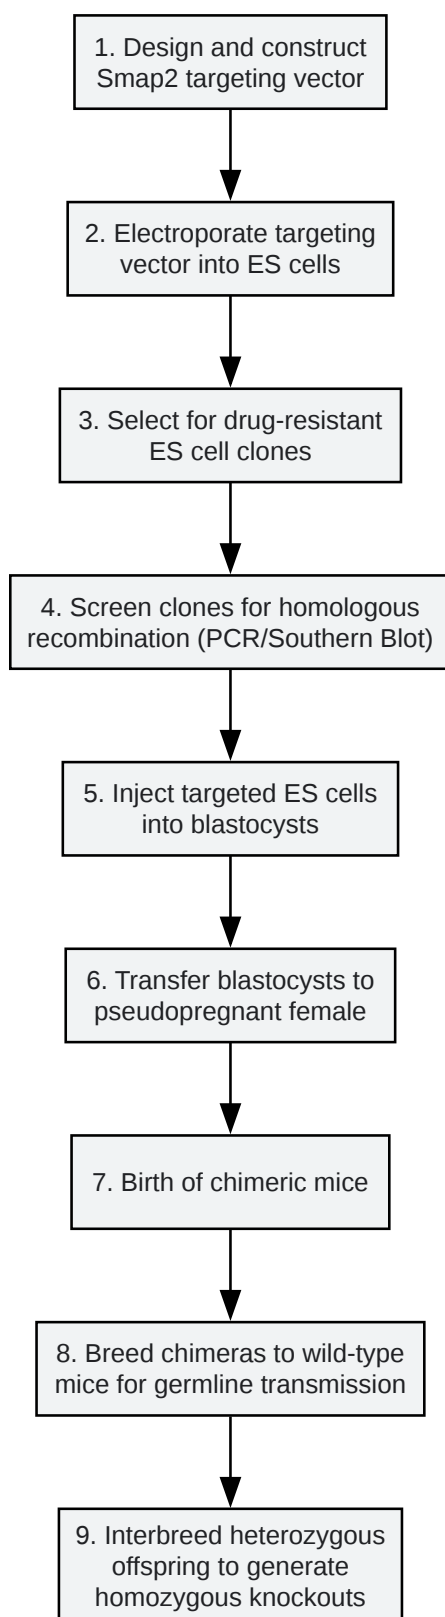 1. Design and construct
Smap2 targeting vector
2. Electroporate targeting
vector into ES cells
3. Select for drug-resistant
ES cell clones
4. Screen clones for homologous
recombination (PCR/Southern Blot)
5. Inject targeted ES cells
into blastocysts
6. Transfer blastocysts to
pseudopregnant female
7. Birth of chimeric mice
8. Breed chimeras to wild-type
mice for germline transmission
9. Interbreed heterozygous
offspring to generate
homozygous knockouts